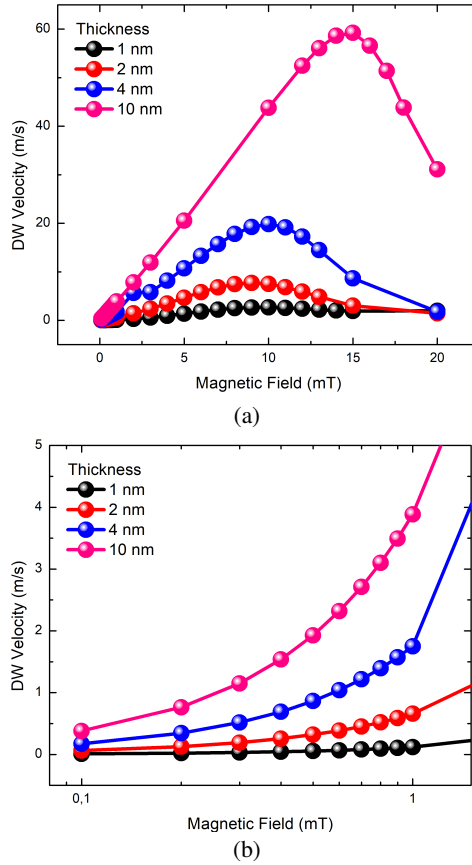 Thickness
1 nm
2 nm
4 nm
10 nm
60
40
20
0
DW Velocity (m/s)
0
5
10
15
20
Magnetic Field (mT)
(a)
Thickness
1 nm
2 nm
4 nm
10 nm
5
4
3
2
1
0
DW Velocity (m/s)
0,1
1
Magnetic Field (mT)
(b)